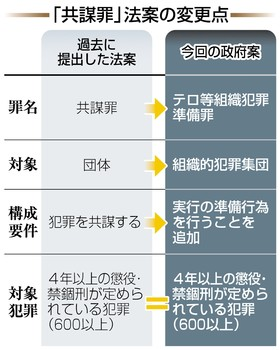 「共謀罪」法案の変更点
過去に
提出した法案
今回の政府案
罪名
共謀罪
テロ等組織犯罪
準備罪
対象
団体
組織的犯罪集団
構成
要件
犯罪を共謀する
実行の準備行為
を行うことを
追加
対象
犯罪
４年以上の懲役・
禁錮刑が定めら
れている犯罪
（600以上）
４年以上の懲役・
禁錮刑が定めら
れている犯罪
（600以上）